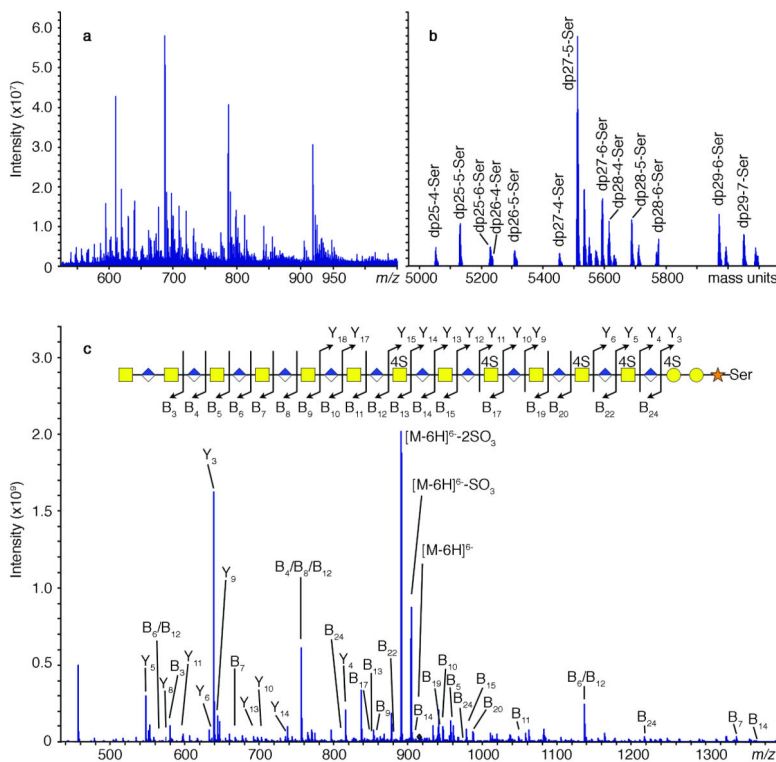 a
Intensity (x10⁷)
6.0
5.0
4.0
3.0
2.0
1.0
0
600
700
800
950
m/z
b
dp25-4-Ser
dp25-5-Ser
dp25-6-Ser
dp26-4-Ser
dp26-5-Ser
dp27-4-Ser
dp27-5-Ser
dp27-6-Ser
dp28-4-Ser
dp28-5-Ser
dp28-6-Ser
dp29-6-Ser
dp29-7-Ser
5000
5200
5400
5600
5800
mass units
c
Intensity (x10⁹)
3.0
2.0
1.0
0.5
0
Y₁₈ Y₁₇ Y₁₅ Y₁₄ Y₁₃ Y₁₂ Y₁₁ Y₁₀ Y₉ Y₆ Y₅ Y₄ Y₃
4S 4S 4S 4S 4S
Ser
B₃ B₄ B₅ B₆ B₇ B₈ B₉ B₁₀ B₁₁ B₁₂ B₁₃ B₁₄ B₁₅ B₁₇ B₁₉ B₂₀ B₂₂ B₂₄
[M-6H]⁶⁻-2SO₃
[M-6H]⁶⁻-SO₃
[M-6H]⁶⁻
Y₃
Y₉
B₄/B₈/B₁₂
B₆/B₁₂
Y₅
Y₈
B₃
Y₁₁
Y₆
B₇
Y₁₃
Y₁₀
Y₁₄
B₂₄
Y₄
B₁₇
B₁₃
B₉
B₂₂
B₁₄
B₁₉
B₁₀
B₅
B₂₄
B₁₅
B₂₀
B₁₁
B₆/B₁₂
B₂₄
B₇
B₁₄
500
600
700
800
900
1000
1100
1200
1300
m/z